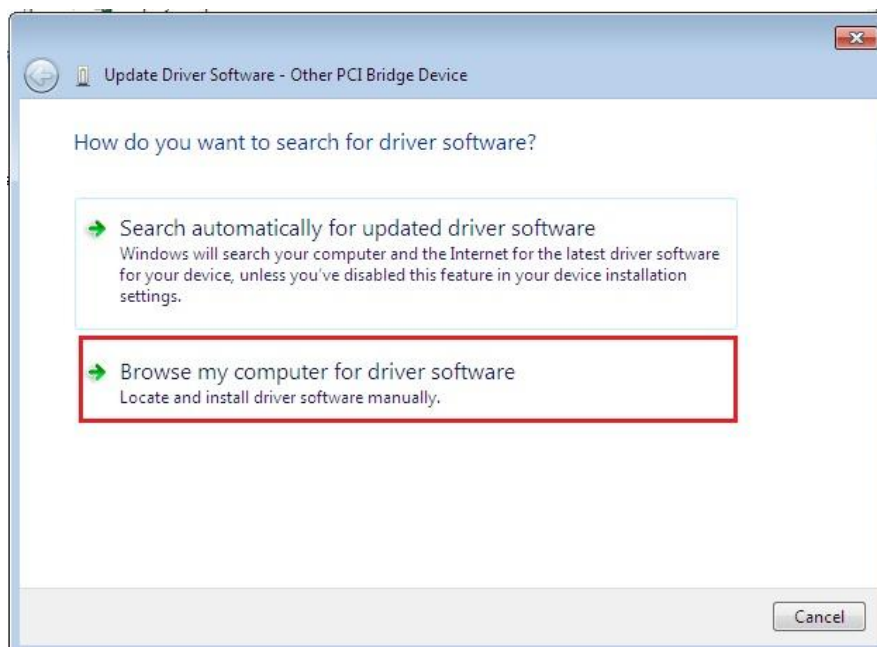 Update Driver Software - Other PCI Bridge Device
How do you want to search for driver software?
Search automatically for updated driver software
Windows will search your computer and the Internet for the latest driver software
for your device, unless you've disabled this feature in your device installation
settings.
Browse my computer for driver software
Locate and install driver software manually.
Cancel